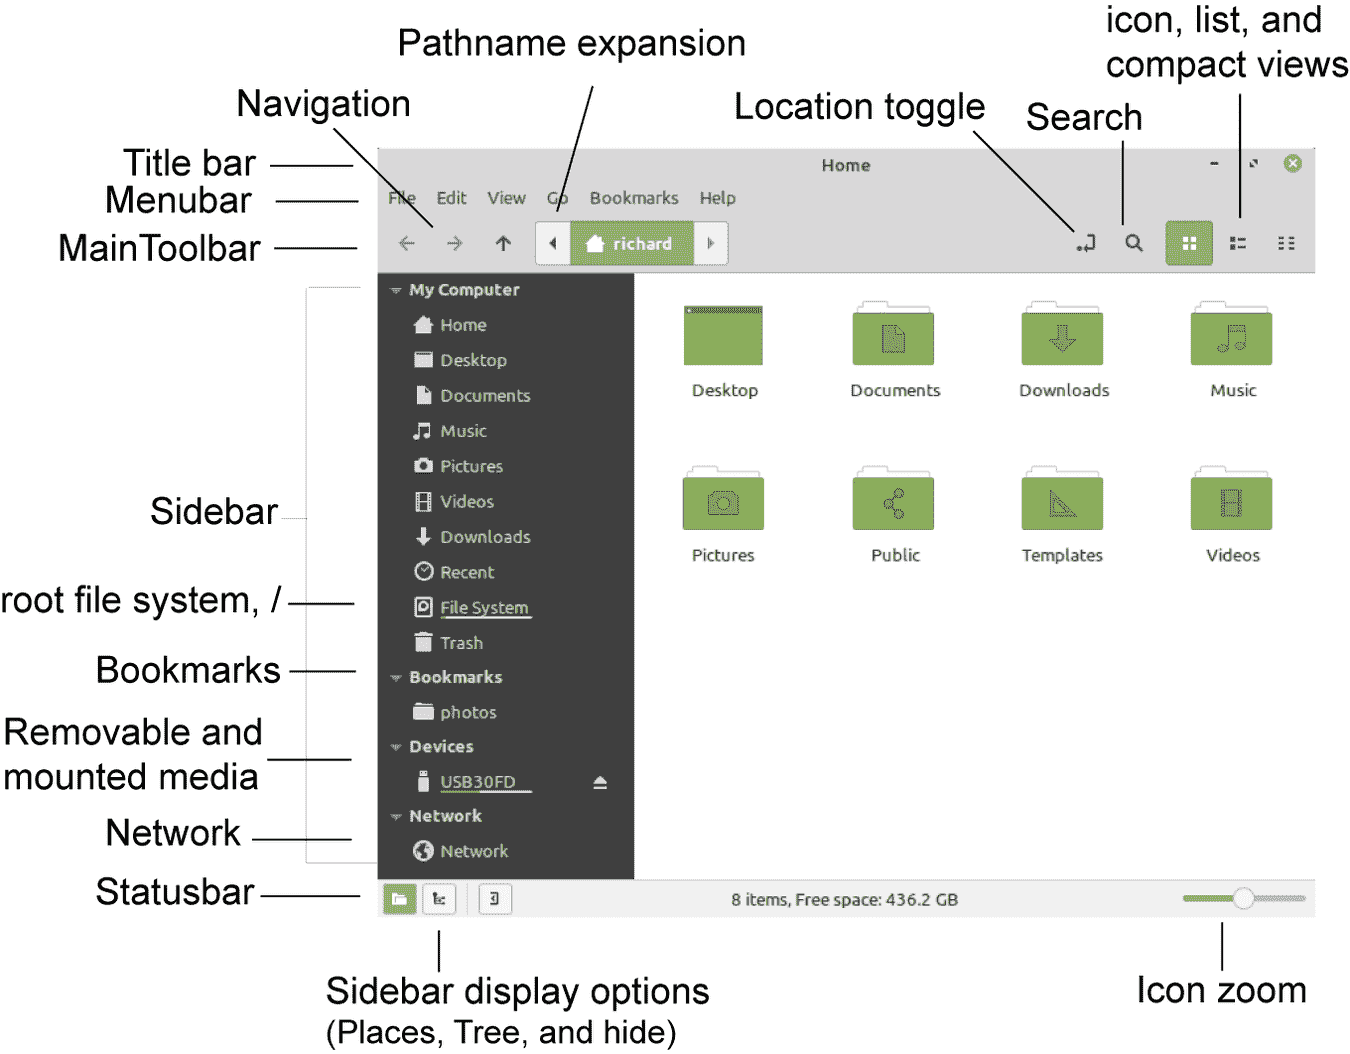 icon, list, and
compact views
Pathname expansion
Navigation
Location toggle
Search
Title bar
Home
Menubar
File Edit View Go Bookmarks Help
MainToolbar
richard
My Computer
Home
Desktop
Documents
Music
Pictures
Videos
Downloads
Recent
File System
Trash
Bookmarks
photos
Devices
USB30FD
Network
Network
Desktop Documents Downloads Music
Pictures Public Templates Videos
Sidebar
root file system, /
Bookmarks
Removable and
mounted media
Network
Statusbar
8 items, Free space: 436.2 GB
Sidebar display options
(Places, Tree, and hide)
Icon zoom